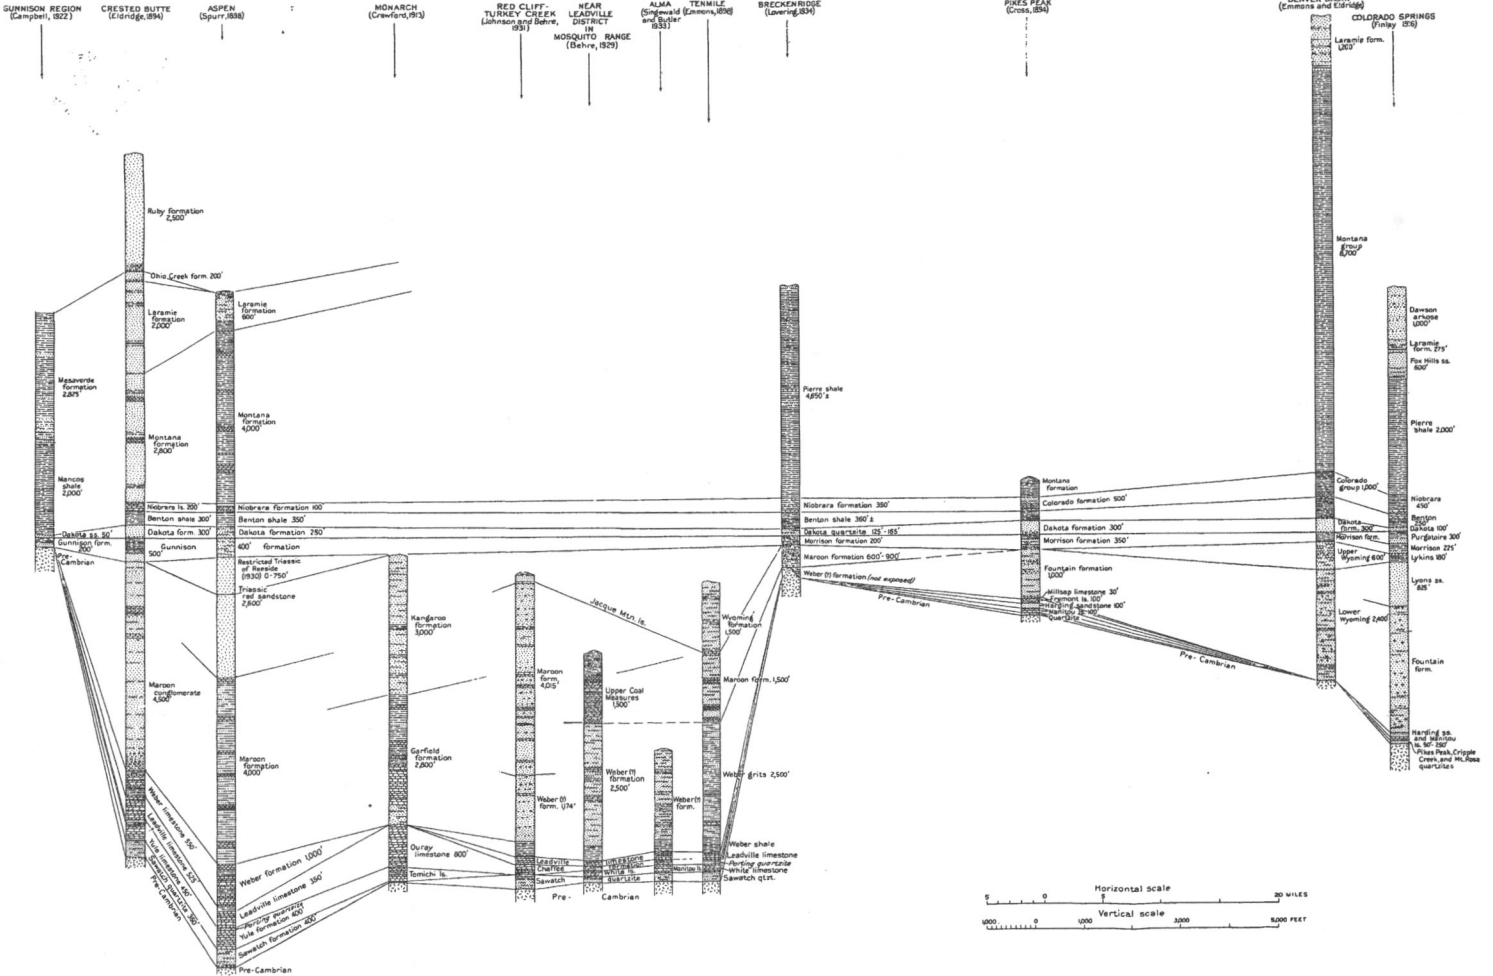 GUNNISON REGION
(Campbell, 1922)
CRESTED BUTTE
(Eldridge, 1894)
ASPEN
(Spurr, 1898)
MONARCH
(Crawford, 1913)
RED CLIFF-
TURKEY CREEK
(Johnson and Behre,
1931)
NEAR
LEADVILLE
DISTRICT
IN
MOSQUITO RANGE
(Behre, 1929)
ALMA
(Singewald
and Butler
1933)
TENMILE
(Emmons, 1898)
BRECKENRIDGE
(Lovering, 1934)
PIKES PEAK
(Cross, 1894)
(Emmons and Eldridge)
COLORADO SPRINGS
(Finlay 1916)
Mesaverde
formation
2,825'
Mancos
shale
2,000'
Dakota ss. 50'
Gunnison form.
Pre-
Cambrian
Ruby formation
2,500'
Ohio Creek form. 200'
Laramie
formation
2,000'
Montana
formation
2,800'
Niobrara ls. 200'
Benton shale 300'
Dakota form. 300'
Gunnison
500'
Maroon
conglomerate
4,500'
Weber limestone 550'
Leadville limestone 525'
Yule limestone 450'
Sawatch quartzite 350'
Pre-Cambrian
Laramie
formation
600'
Montana
formation
4,000'
Niobrara formation 100'
Benton shale 350'
Dakota formation 250'
400' formation
Restricted Triassic
of Reeside
(1930) 0-750'
Triassic
red sandstone
2,600'
Maroon
formation
4,000'
Weber formation 1,000'
Leadville limestone 350'
Parting quartzite
Yule formation 400'
Sawatch formation 400'
Pre-Cambrian
Kangaroo
formation
3,000'
Garfield
formation
2,800'
Ouray
limestone 800'
Tomichi ls.
Maroon
form.
4,015'
Weber (?)
form. 1,174'
Leadville limestone
Chaffee formation
White ls.
Sawatch quartzite
Pre- Cambrian
Jacque Mtn. ls.
Upper Coal
Measures
1,500'
Weber (?)
formation
2,500'
Weber (?)
form.
Manitou ls.
Wyoming
formation
1,500'
Maroon form. 1,500'
Weber grits 2,500'
Weber shale
Leadville limestone
Parting quartzite
White limestone
Sawatch qtzt.
Pierre shale
4,650'±
Niobrara formation 350'
Benton shale 360'±
Dakota quartzite 125'-165'
Morrison formation 200'
Maroon formation 600'-900'
Weber (?) formation (not exposed)
Pre-Cambrian
Montana
formation
Colorado formation 500'
Dakota formation 300'
Morrison formation 350'
Fountain formation
1,000'
Millsap limestone 30'
Fremont ls. 100'
Harding sandstone 100'
Manitou ls. 100'
Quartzite
Pre-Cambrian
Laramie form.
1,200'
Montana
group
8,700'
Colorado
group 1,000'
Dakota
form. 300'
Morrison form.
Upper
Wyoming 600'
Lower
Wyoming 2,400'
Dawson
arkose
1,000'
Laramie
form. 275'
Fox Hills ss.
600'
Pierre
shale 2,000'
Niobrara
450'
Benton
Dakota 100'
Purgatoire 300'
Morrison 225'
Lykins 180'
Lyons ss.
825'
Fountain
form.
Harding ss.
and Manitou
ls. 50'-250'
Pikes Peak, Cripple
Creek, and Mt. Rosa
quartzites
Horizontal scale
5 0 5 20 MILES
Vertical scale
1,000 0 1,000 3,000 5,000 FEET